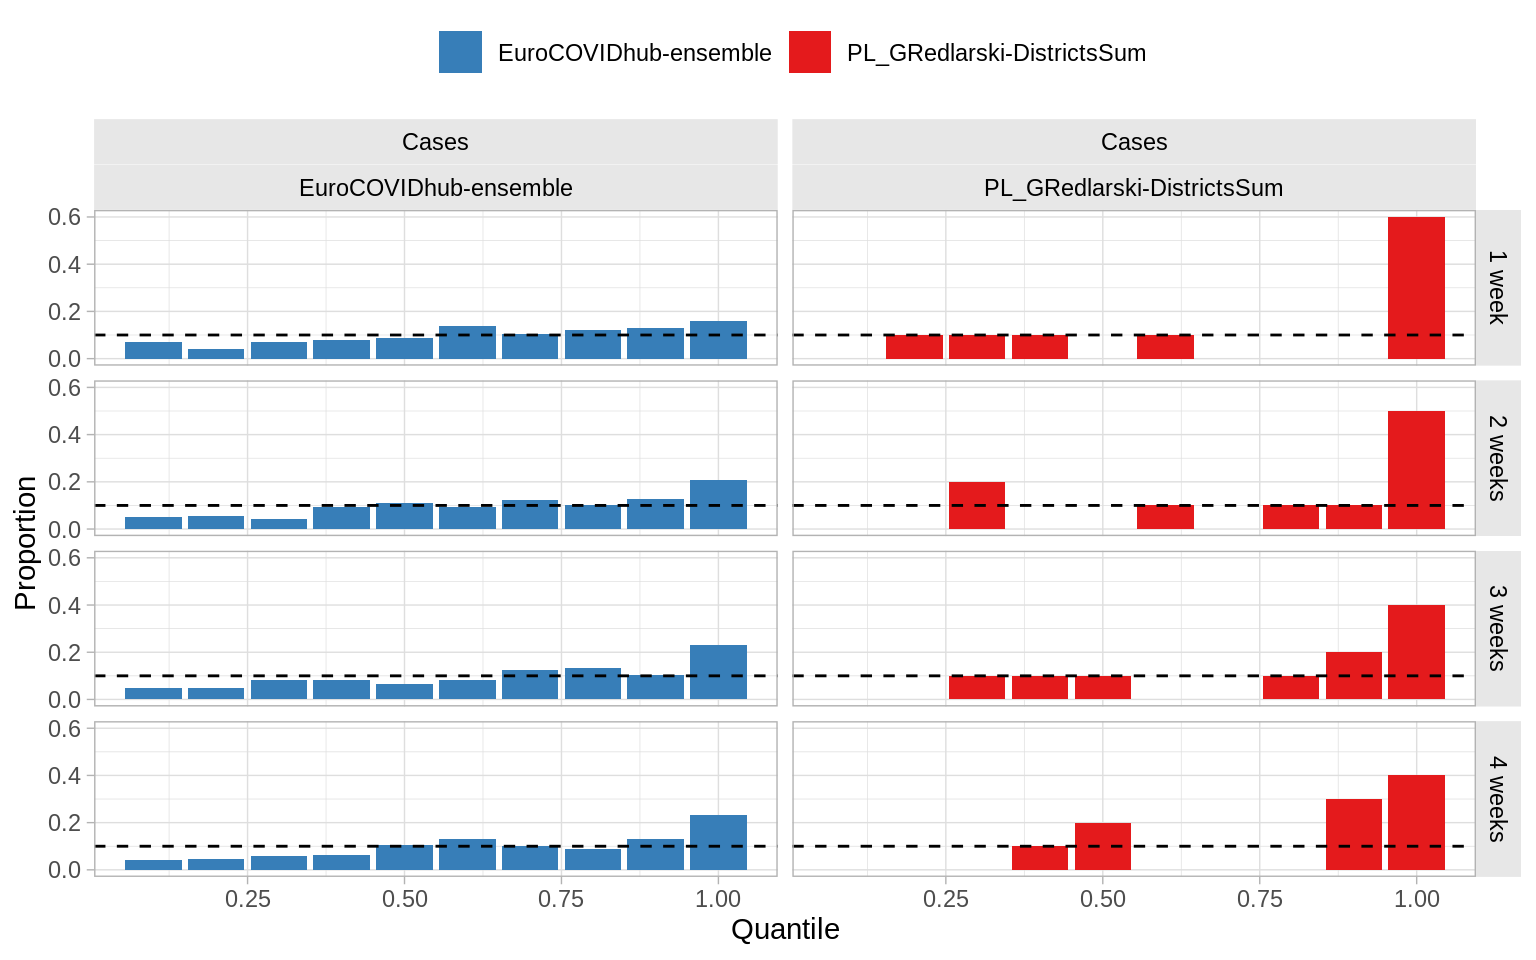 EuroCOVIDhub-ensemble PL_GRedlarski-DistrictsSum
Cases Cases
EuroCOVIDhub-ensemble PL_GRedlarski-DistrictsSum
0.6
0.4
0.2
0.0
1 week
0.6
0.4
0.2
0.0
2 weeks
Proportion
0.6
0.4
0.2
0.0
3 weeks
0.6
0.4
0.2
0.0
4 weeks
0.25 0.50 0.75 1.00 0.25 0.50 0.75 1.00
Quantile